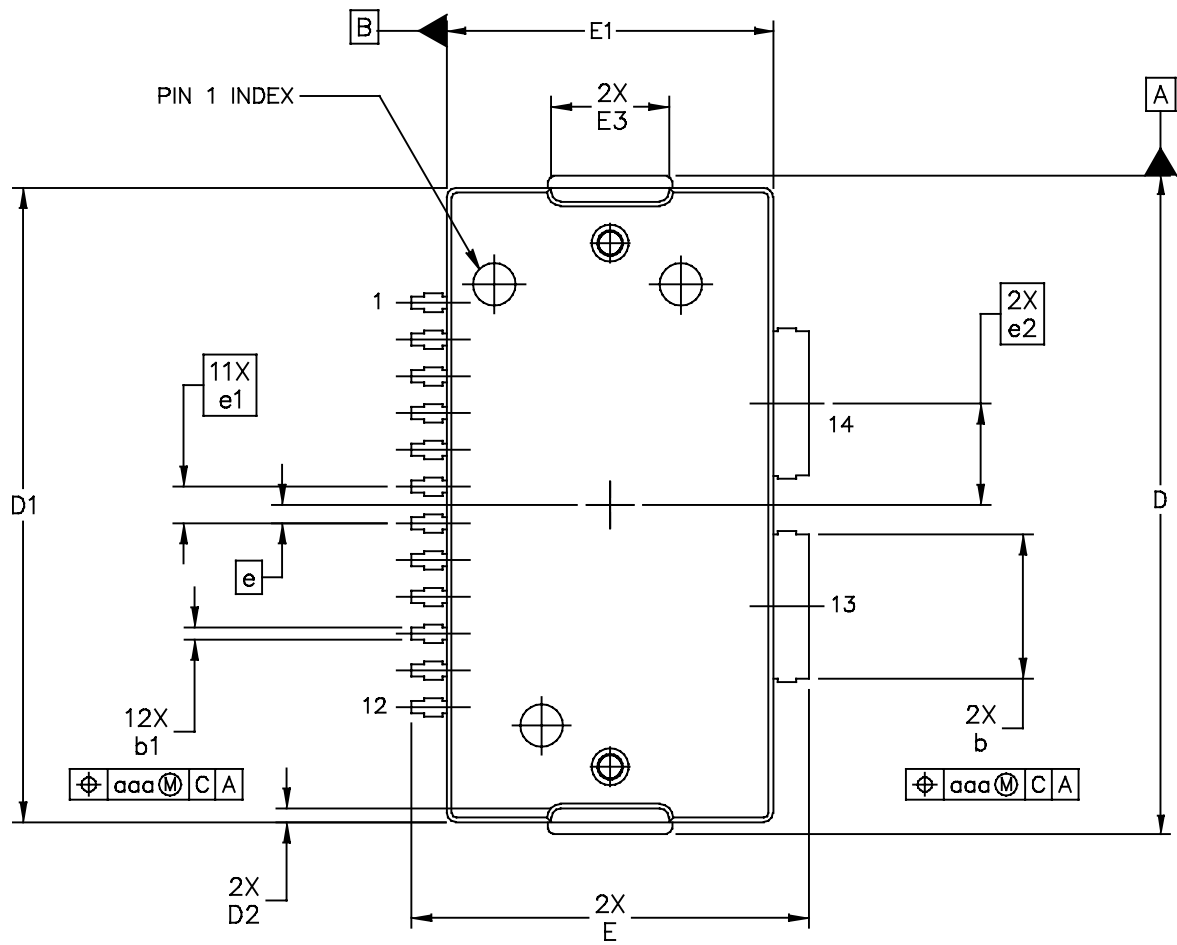 B
E1
PIN 1 INDEX
2X
E3
A
1
2X
e2
11X
e1
14
D1
D
e
13
12
12X
b1
2X
b
⌖ aaa Ⓜ C A
⌖ aaa Ⓜ C A
2X
D2
2X
E